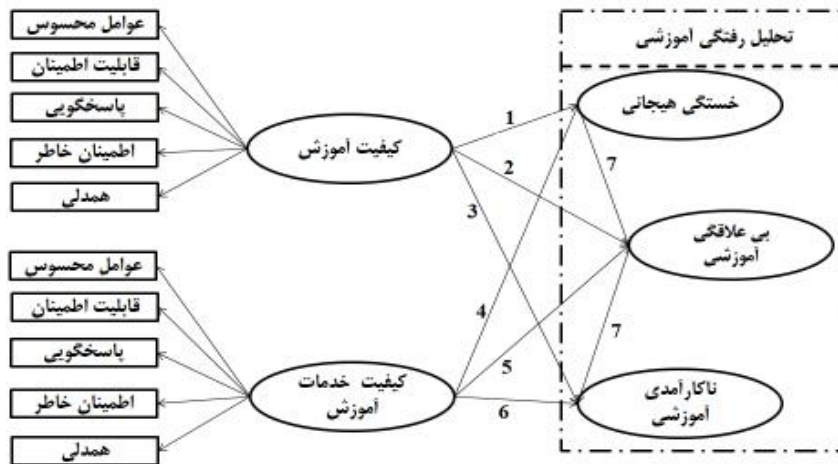 تحلیل رفتگی آموزشی
عوامل محسوس
قابلیت اطمینان
پاسخگویی
اطمینان خاطر
همدلی
کیفیت آموزش
خستگی هیجانی
بی علاقگی
آموزشی
ناکارآمدی
آموزشی
1
2
3
4
5
6
7
7
عوامل محسوس
قابلیت اطمینان
پاسخگویی
اطمینان خاطر
همدلی
کیفیت خدمات
آموزش